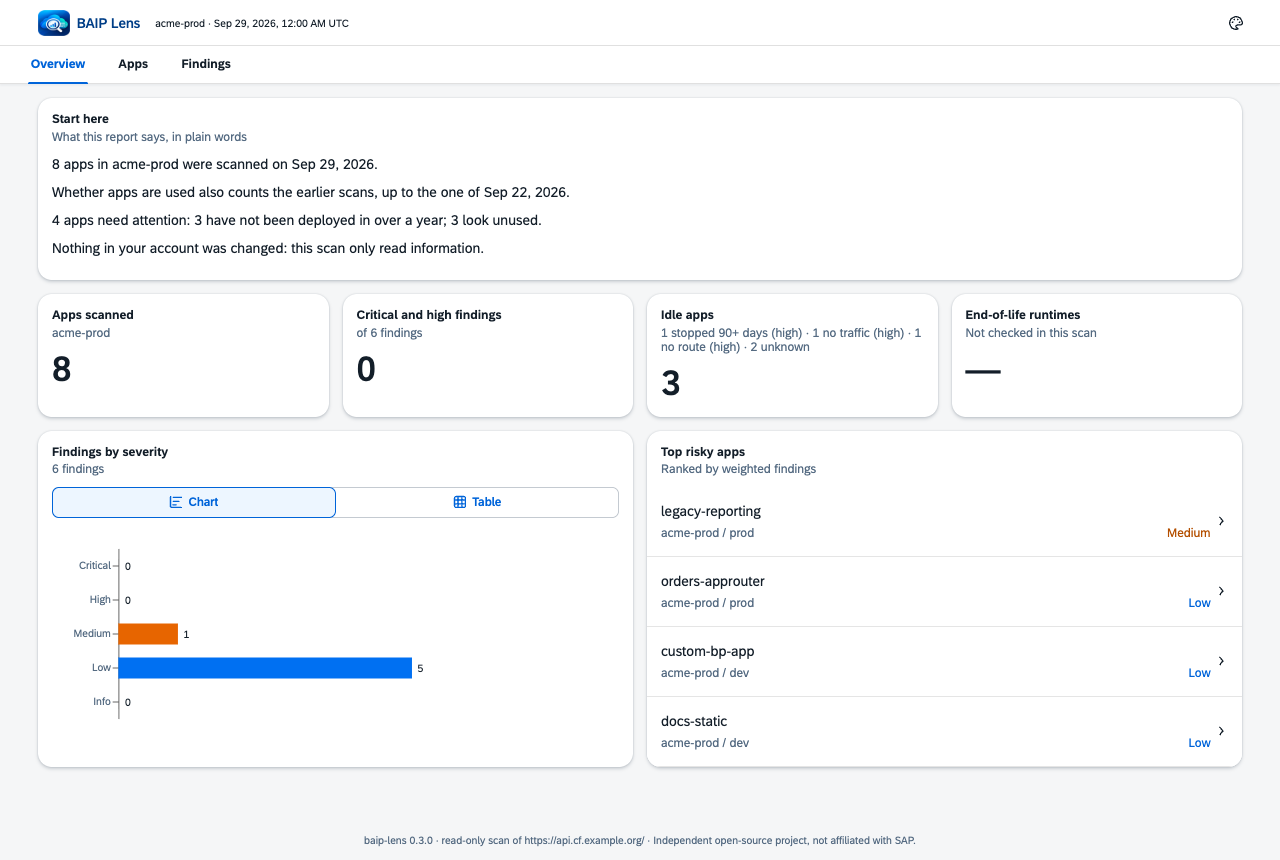 BAIP Lens
acme-prod · Sep 29, 2026, 12:00 AM UTC
Overview
Apps
Findings
Start here
What this report says, in plain words
8 apps in acme-prod were scanned on Sep 29, 2026.
Whether apps are used also counts the earlier scans, up to the one of Sep 22, 2026.
4 apps need attention: 3 have not been deployed in over a year; 3 look unused.
Nothing in your account was changed: this scan only read information.
Apps scanned
acme-prod
8
Critical and high findings
of 6 findings
0
Idle apps
1 stopped 90+ days (high) · 1 no traffic (high) · 1
no route (high) · 2 unknown
3
End-of-life runtimes
Not checked in this scan
—
Findings by severity
6 findings
Chart
Table
Critical 0
High 0
Medium 1
Low 5
Info 0
Top risky apps
Ranked by weighted findings
legacy-reporting
acme-prod / prod
Medium
orders-approuter
acme-prod / prod
Low
custom-bp-app
acme-prod / dev
Low
docs-static
acme-prod / dev
Low
baip-lens 0.3.0 · read-only scan of https://api.cf.example.org/ · Independent open-source project, not affiliated with SAP.